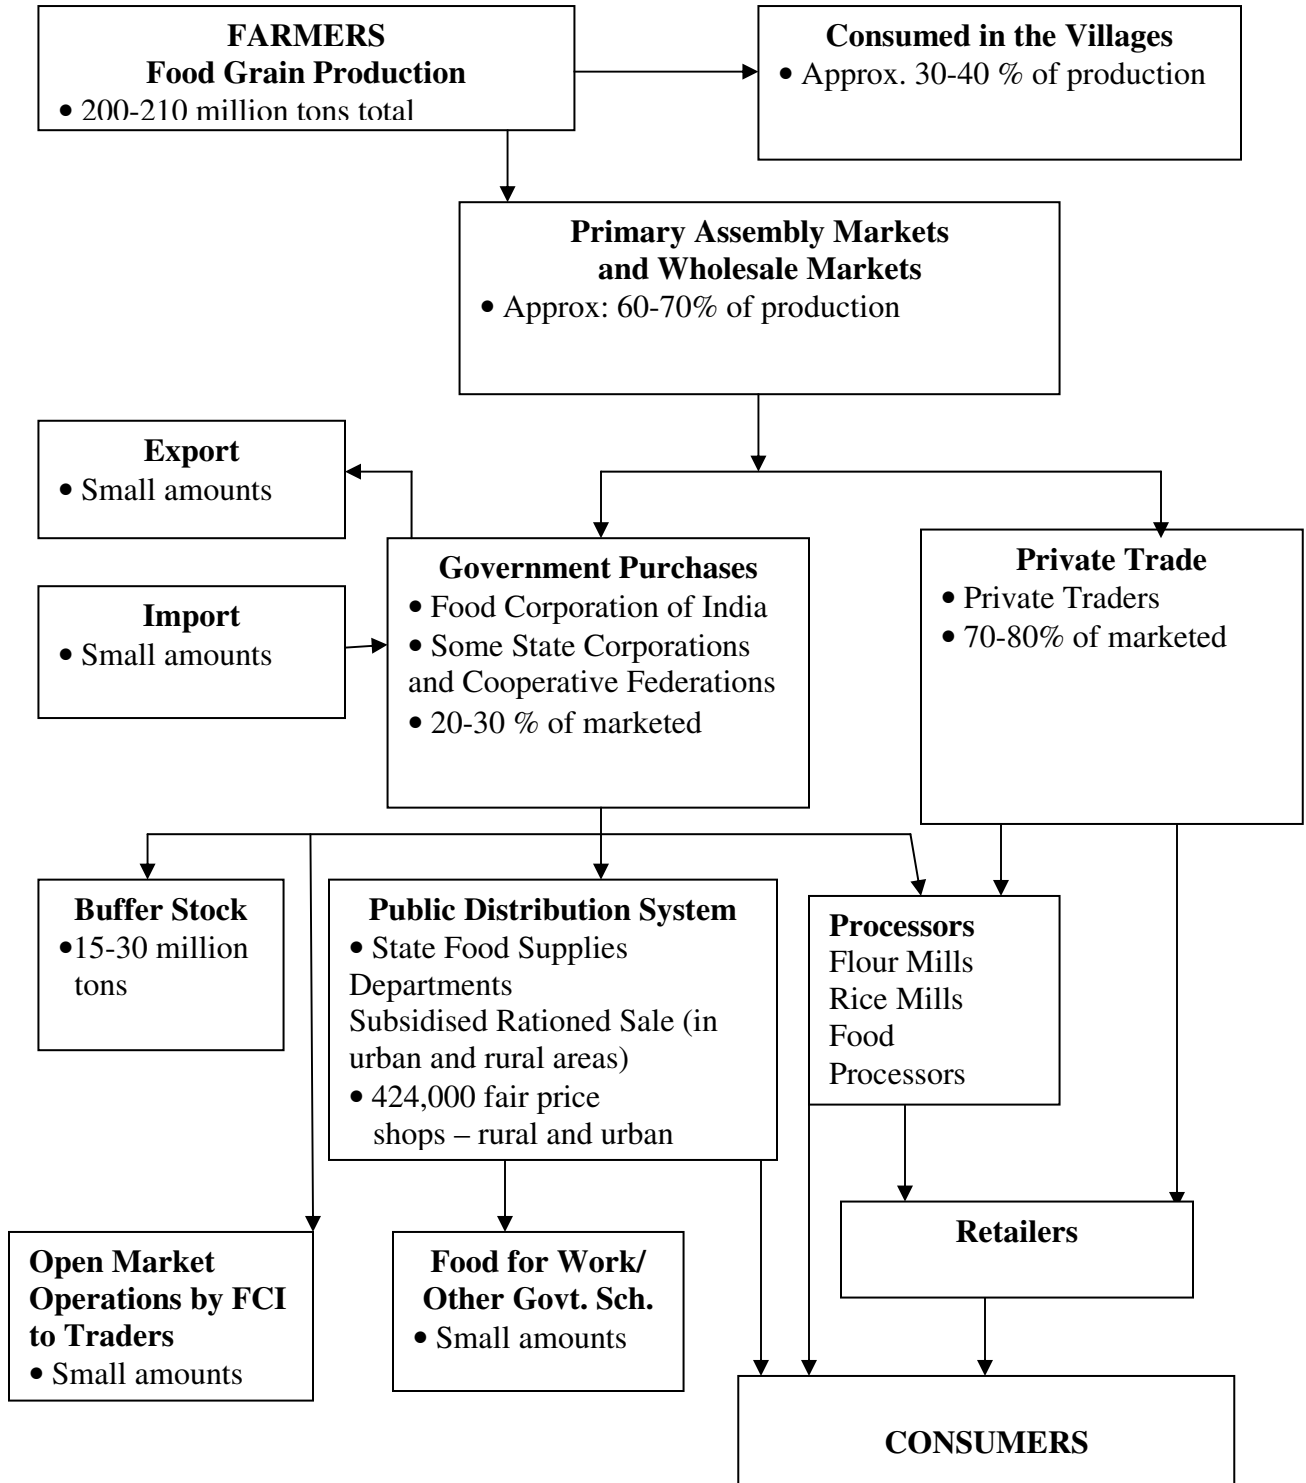 FARMERS
Food Grain Production
• 200-210 million tons total
Consumed in the Villages
• Approx. 30-40 % of production
Primary Assembly Markets
and Wholesale Markets
• Approx: 60-70% of production
Export
• Small amounts
Import
• Small amounts
Government Purchases
• Food Corporation of India
• Some State Corporations
and Cooperative Federations
• 20-30 % of marketed
Private Trade
• Private Traders
• 70-80% of marketed
Buffer Stock
•15-30 million
tons
Public Distribution System
• State Food Supplies
Departments
Subsidised Rationed Sale (in
urban and rural areas)
• 424,000 fair price
shops – rural and urban
Processors
Flour Mills
Rice Mills
Food
Processors
Open Market
Operations by FCI
to Traders
• Small amounts
Food for Work/
Other Govt. Sch.
• Small amounts
Retailers
CONSUMERS